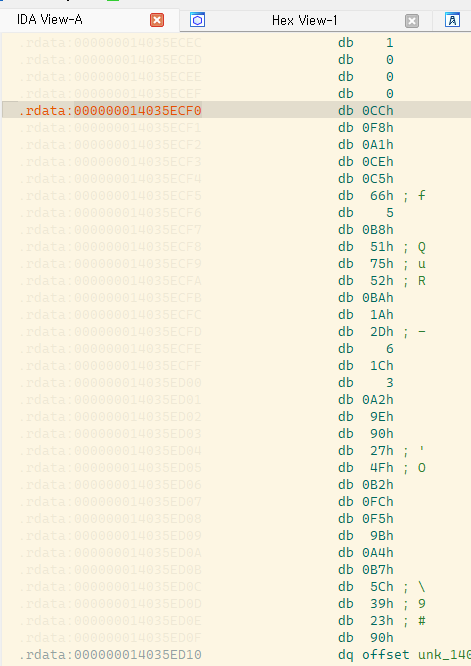 IDA View-A Hex View-1
.rdata:000000014035ECEC db 1
.rdata:000000014035ECED db 0
.rdata:000000014035ECEE db 0
.rdata:000000014035ECEF db 0
.rdata:000000014035ECF0 db 0CCh
.rdata:000000014035ECF1 db 0F8h
.rdata:000000014035ECF2 db 0A1h
.rdata:000000014035ECF3 db 0CEh
.rdata:000000014035ECF4 db 0C5h
.rdata:000000014035ECF5 db 66h ; f
.rdata:000000014035ECF6 db 5
.rdata:000000014035ECF7 db 0B8h
.rdata:000000014035ECF8 db 51h ; Q
.rdata:000000014035ECF9 db 75h ; u
.rdata:000000014035ECFA db 52h ; R
.rdata:000000014035ECFB db 0BAh
.rdata:000000014035ECFC db 1Ah
.rdata:000000014035ECFD db 2Dh ; -
.rdata:000000014035ECFE db 6
.rdata:000000014035ECFF db 1Ch
.rdata:000000014035ED00 db 3
.rdata:000000014035ED01 db 0A2h
.rdata:000000014035ED02 db 9Eh
.rdata:000000014035ED03 db 90h
.rdata:000000014035ED04 db 27h ; '
.rdata:000000014035ED05 db 4Fh ; O
.rdata:000000014035ED06 db 0B2h
.rdata:000000014035ED07 db 0FCh
.rdata:000000014035ED08 db 0F5h
.rdata:000000014035ED09 db 9Bh
.rdata:000000014035ED0A db 0A4h
.rdata:000000014035ED0B db 0B7h
.rdata:000000014035ED0C db 5Ch ; \
.rdata:000000014035ED0D db 39h ; 9
.rdata:000000014035ED0E db 23h ; #
.rdata:000000014035ED0F db 90h
.rdata:000000014035ED10 dq offset unk_140